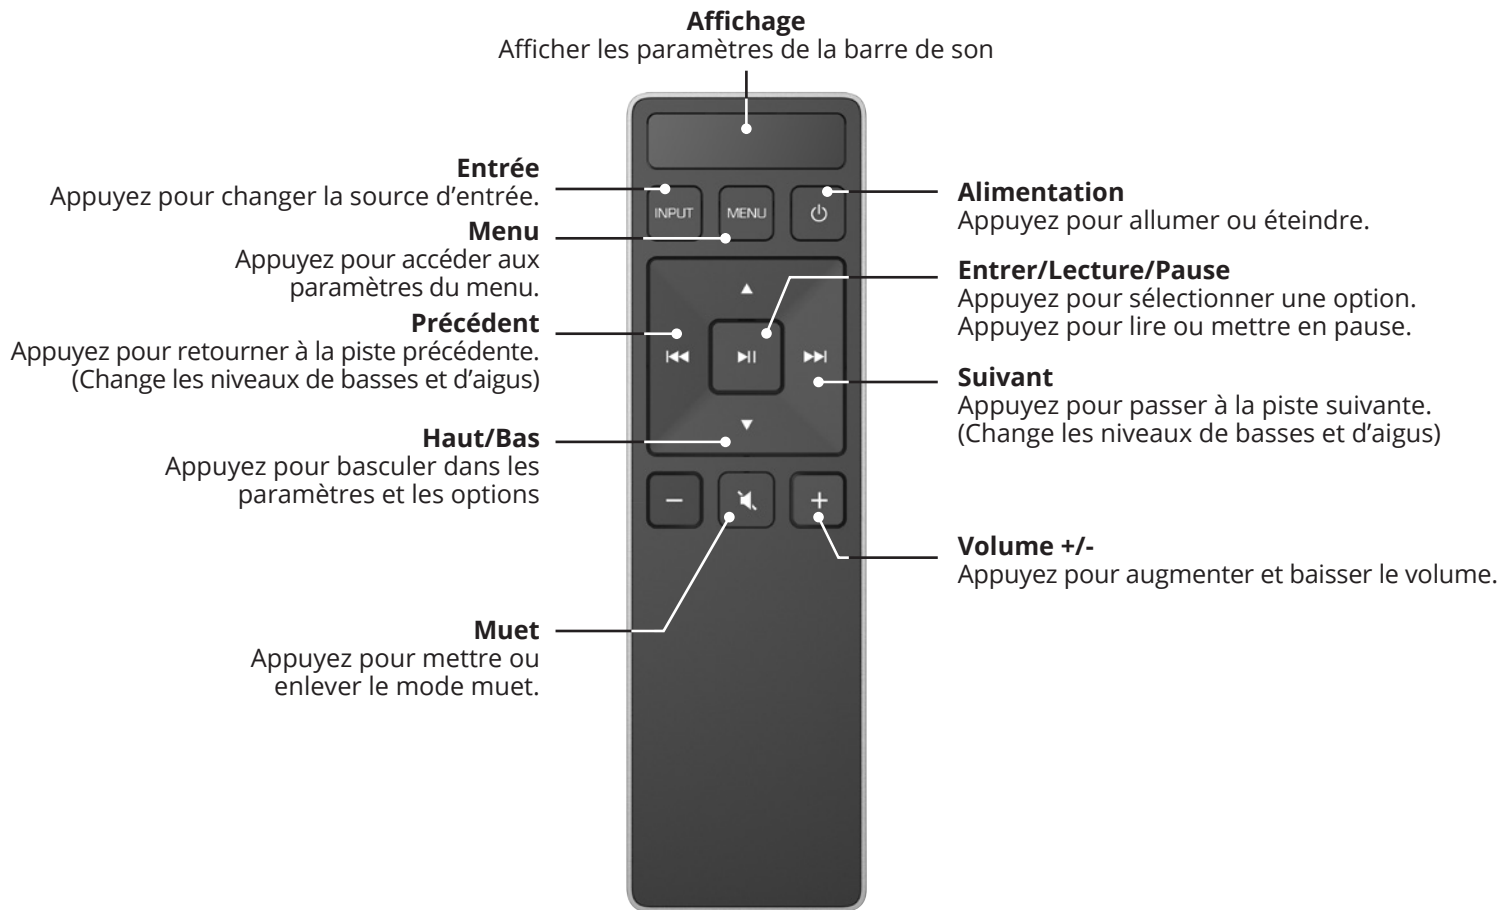 Affichage
Afficher les paramètres de la barre de son
Entrée
Appuyez pour changer la source d'entrée.
Menu
Appuyez pour accéder aux
paramètres du menu.
Précédent
Appuyez pour retourner à la piste précédente.
(Change les niveaux de basses et d'aigus)
Haut/Bas
Appuyez pour basculer dans les
paramètres et les options
Muet
Appuyez pour mettre ou
enlever le mode muet.
INPUT MENU
Alimentation
Appuyez pour allumer ou éteindre.
Entrer/Lecture/Pause
Appuyez pour sélectionner une option.
Appuyez pour lire ou mettre en pause.
Suivant
Appuyez pour passer à la piste suivante.
(Change les niveaux de basses et d'aigus)
Volume +/-
Appuyez pour augmenter et baisser le volume.